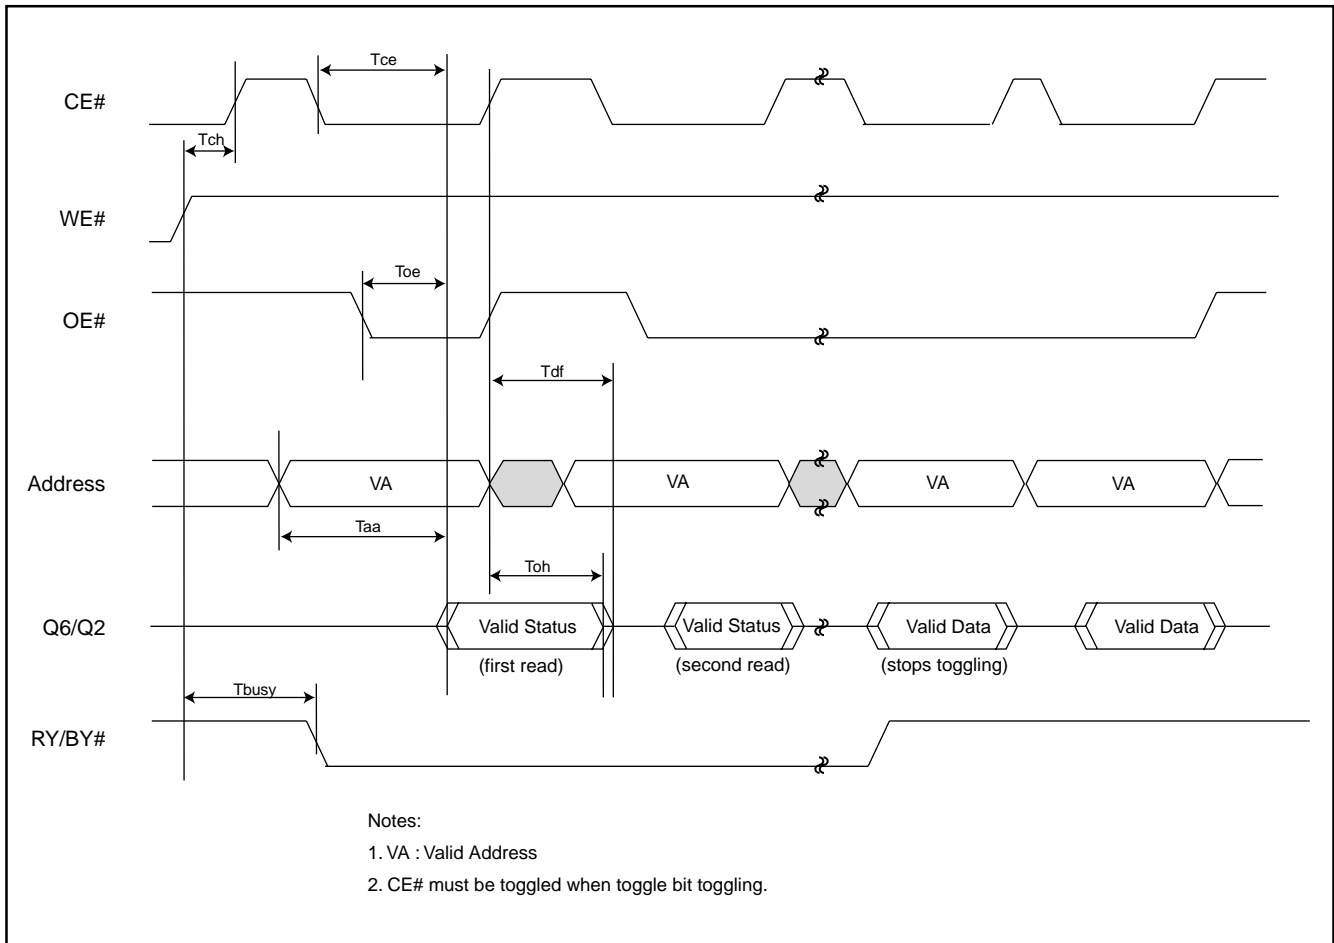 Tce
CE#
Tch
WE#
Toe
OE#
Tdf
Address VA VA VA VA
Taa
Toh
Q6/Q2 Valid Status Valid Status Valid Data Valid Data
(first read) (second read) (stops toggling)
Tbusy
RY/BY#
Notes:
1. VA : Valid Address
2. CE# must be toggled when toggle bit toggling.